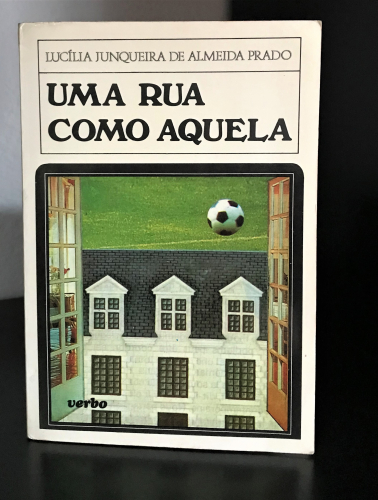 LUCÍLIA JUNQUEIRA DE ALMEIDA PRADO
UMA RUA
COMO AQUELA
verbo